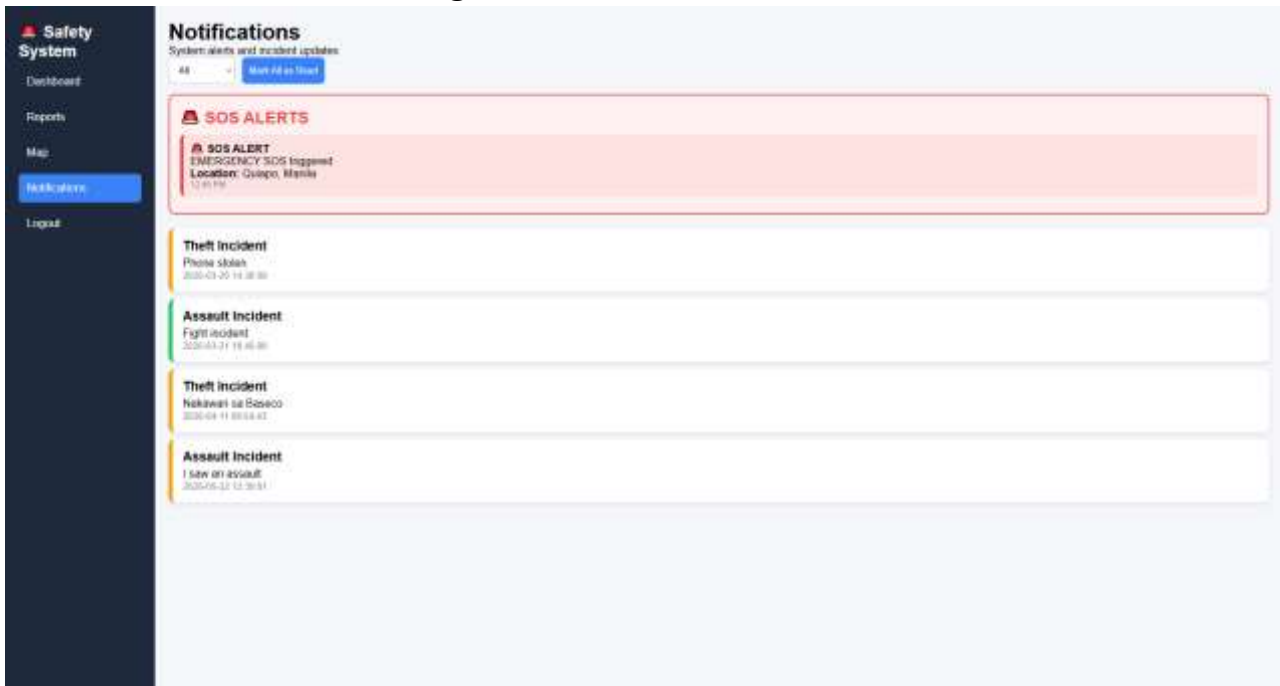 Safety
System
Dashboard
Reports
Map
Notifications
Logout
Notifications
System alerts and incident updates
All
Mark All as Read
SOS ALERTS
SOS ALERT
EMERGENCY SOS triggered
Location: Quiapo, Manila
Theft Incident
Phone stolen
Assault Incident
Fight incident
Theft Incident
Nakawan sa Baseco
Assault Incident
I saw an assault